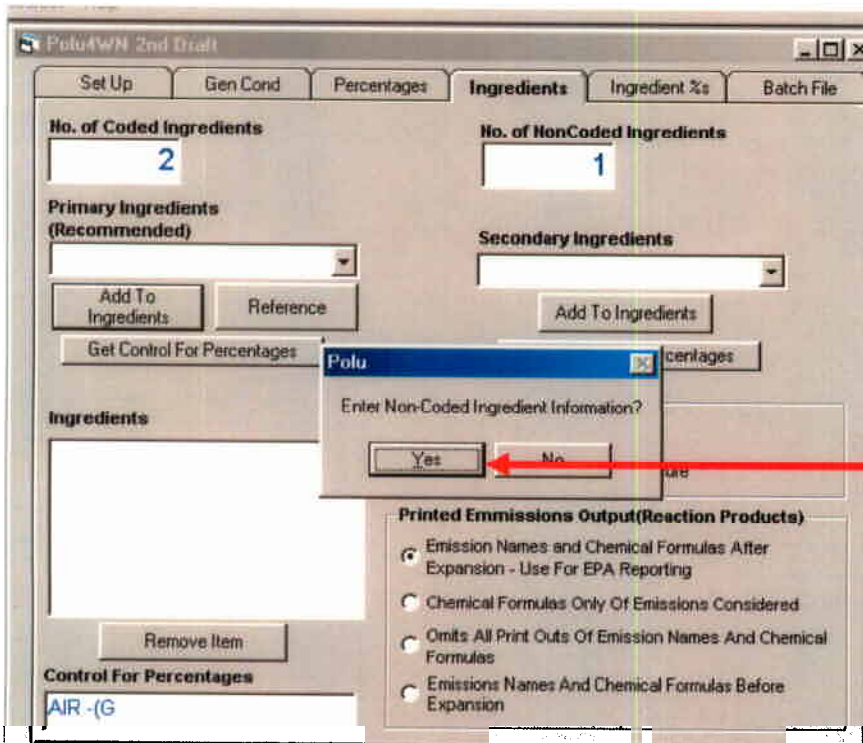 Polu4WN 2nd Draft
Set Up Gen Cond Percentages Ingredients Ingredient %s Batch File
No. of Coded Ingredients
No. of NonCoded Ingredients
2
1
Primary Ingredients
(Recommended)
Secondary Ingredients
Add To
Ingredients
Reference
Add To Ingredients
Get Control For Percentages
centages
Polu
Enter Non-Coded Ingredient Information?
Yes No
Ingredients
ure
Printed Emmissions Output(Reaction Products)
Emission Names and Chemical Formulas After
Expansion - Use For EPA Reporting
Chemical Formulas Only Of Emissions Considered
Omits All Print Outs Of Emission Names And Chemical
Formulas
Emissions Names And Chemical Formulas Before
Expansion
Remove Item
Control For Percentages
AIR -(G